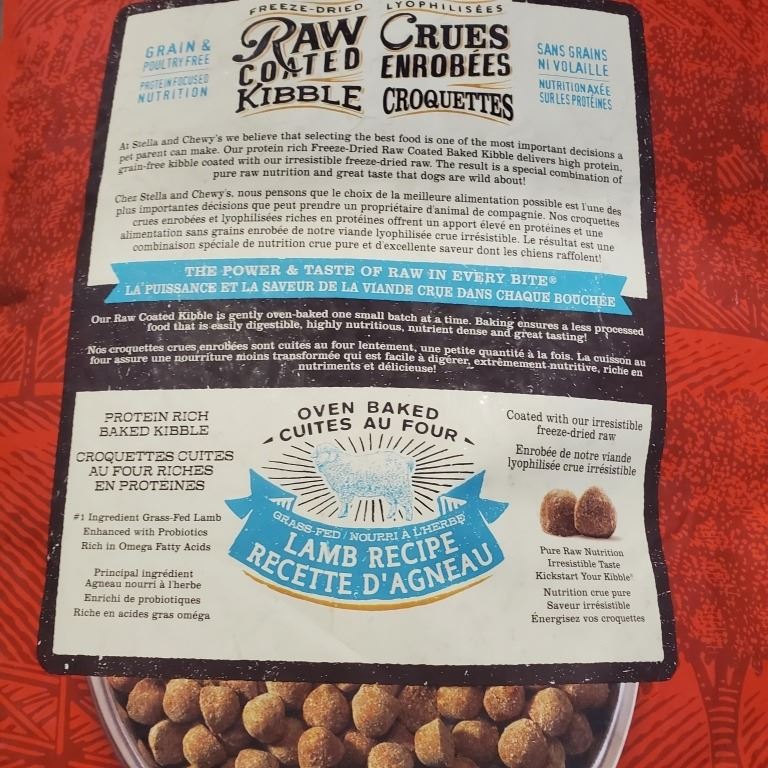 FREEZE-DRIED LYOPHILISÉES
GRAIN &
POULTRY FREE
PROTEIN FOCUSED
NUTRITION
RAW
COATED
KIBBLE
CRUES
ENROBÉES
CROQUETTES
SANS GRAINS
NI VOLAILLE
NUTRITION AXÉE
SUR LES PROTÉINES
At Stella and Chewy's we believe that selecting the best food is one of the most important decisions a
pet parent can make. Our protein rich Freeze-Dried Raw Coated Baked Kibble delivers high protein,
grain-free kibble coated with our irresistible freeze-dried raw. The result is a special combination of
pure raw nutrition and great taste that dogs are wild about!
Chez Stella and Chewy's, nous pensons que le choix de la meilleure alimentation possible est l'une des
plus importantes décisions que peut prendre un propriétaire d'animal de compagnie. Nos croquettes
crues enrobées et lyophilisées riches en protéines offrent un apport élevé en protéines et une
alimentation sans grains enrobée de notre viande lyophilisée crue irrésistible. Le résultat est une
combinaison spéciale de nutrition crue pure et d'excellente saveur dont les chiens raffolent!
THE POWER & TASTE OF RAW IN EVERY BITE®
LA PUISSANCE ET LA SAVEUR DE LA VIANDE CRUE DANS CHAQUE BOUCHÉE
Our Raw Coated Kibble is gently oven-baked one small batch at a time. Baking ensures a less processed
food that is easily digestible, highly nutritious, nutrient dense and great tasting!
Nos croquettes crues enrobées sont cuites au four lentement, une petite quantité à la fois. La cuisson au
four assure une nourriture moins transformée qui est facile à digérer, extrêmement nutritive, riche en
nutriments et délicieuse!
PROTEIN RICH
BAKED KIBBLE
CROQUETTES CUITES
AU FOUR RICHES
EN PROTÉINES
#1 Ingredient Grass-Fed Lamb
Enhanced with Probiotics
Rich in Omega Fatty Acids
Principal ingrédient
Agneau nourri à l'herbe
Enrichi de probiotiques
Riche en acides gras oméga
OVEN BAKED
CUITES AU FOUR
GRASS-FED / NOURRI À L'HERBE
LAMB RECIPE
RECETTE D'AGNEAU
Coated with our irresistible
freeze-dried raw
Enrobée de notre viande
lyophilisée crue irrésistible
Pure Raw Nutrition
Irresistible Taste
Kickstart Your Kibble®
Nutrition crue pure
Saveur irrésistible
Énergisez vos croquettes